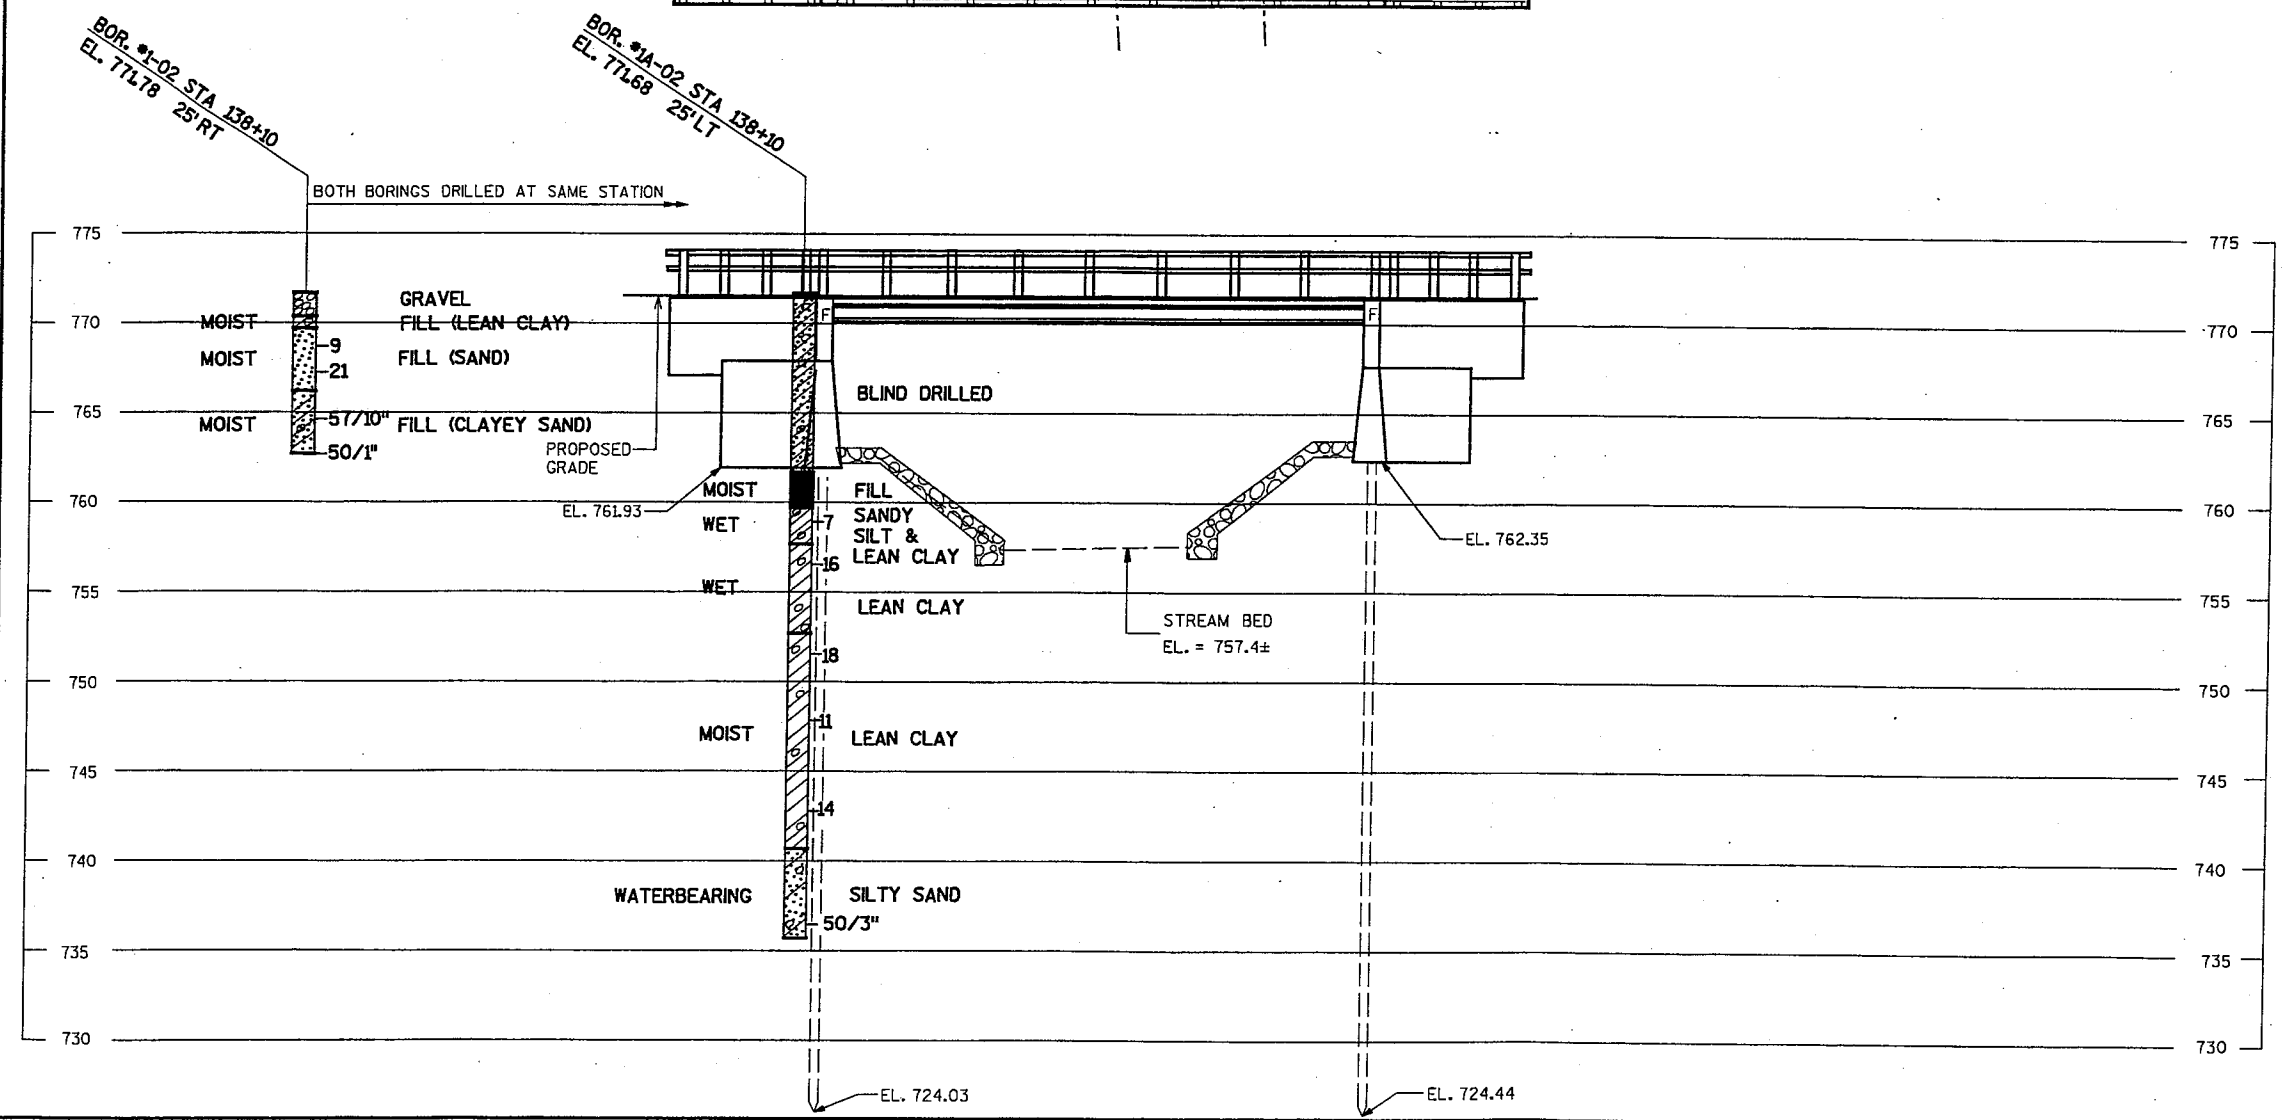 BOR. #1-02 STA 138+10
EL. 771.78 25' RT
BOR. #1A-02 STA 138+10
EL. 771.68 25' LT
BOTH BORINGS DRILLED AT SAME STATION
775
775
GRAVEL
MOIST FILL (LEAN CLAY)
770
770
F
F
9
MOIST FILL (SAND)
21
BLIND DRILLED
765
765
57/10"
MOIST FILL (CLAYEY SAND)
50/1"
PROPOSED
GRADE
MOIST FILL
760
760
EL. 761.93
WET 7 SANDY
SILT &
LEAN CLAY
EL. 762.35
16
WET
755
755
LEAN CLAY
STREAM BED
EL. = 757.4±
18
750
750
11
MOIST LEAN CLAY
745
745
14
740
740
WATERBEARING SILTY SAND
50/3"
735
735
730
730
EL. 724.03
EL. 724.44